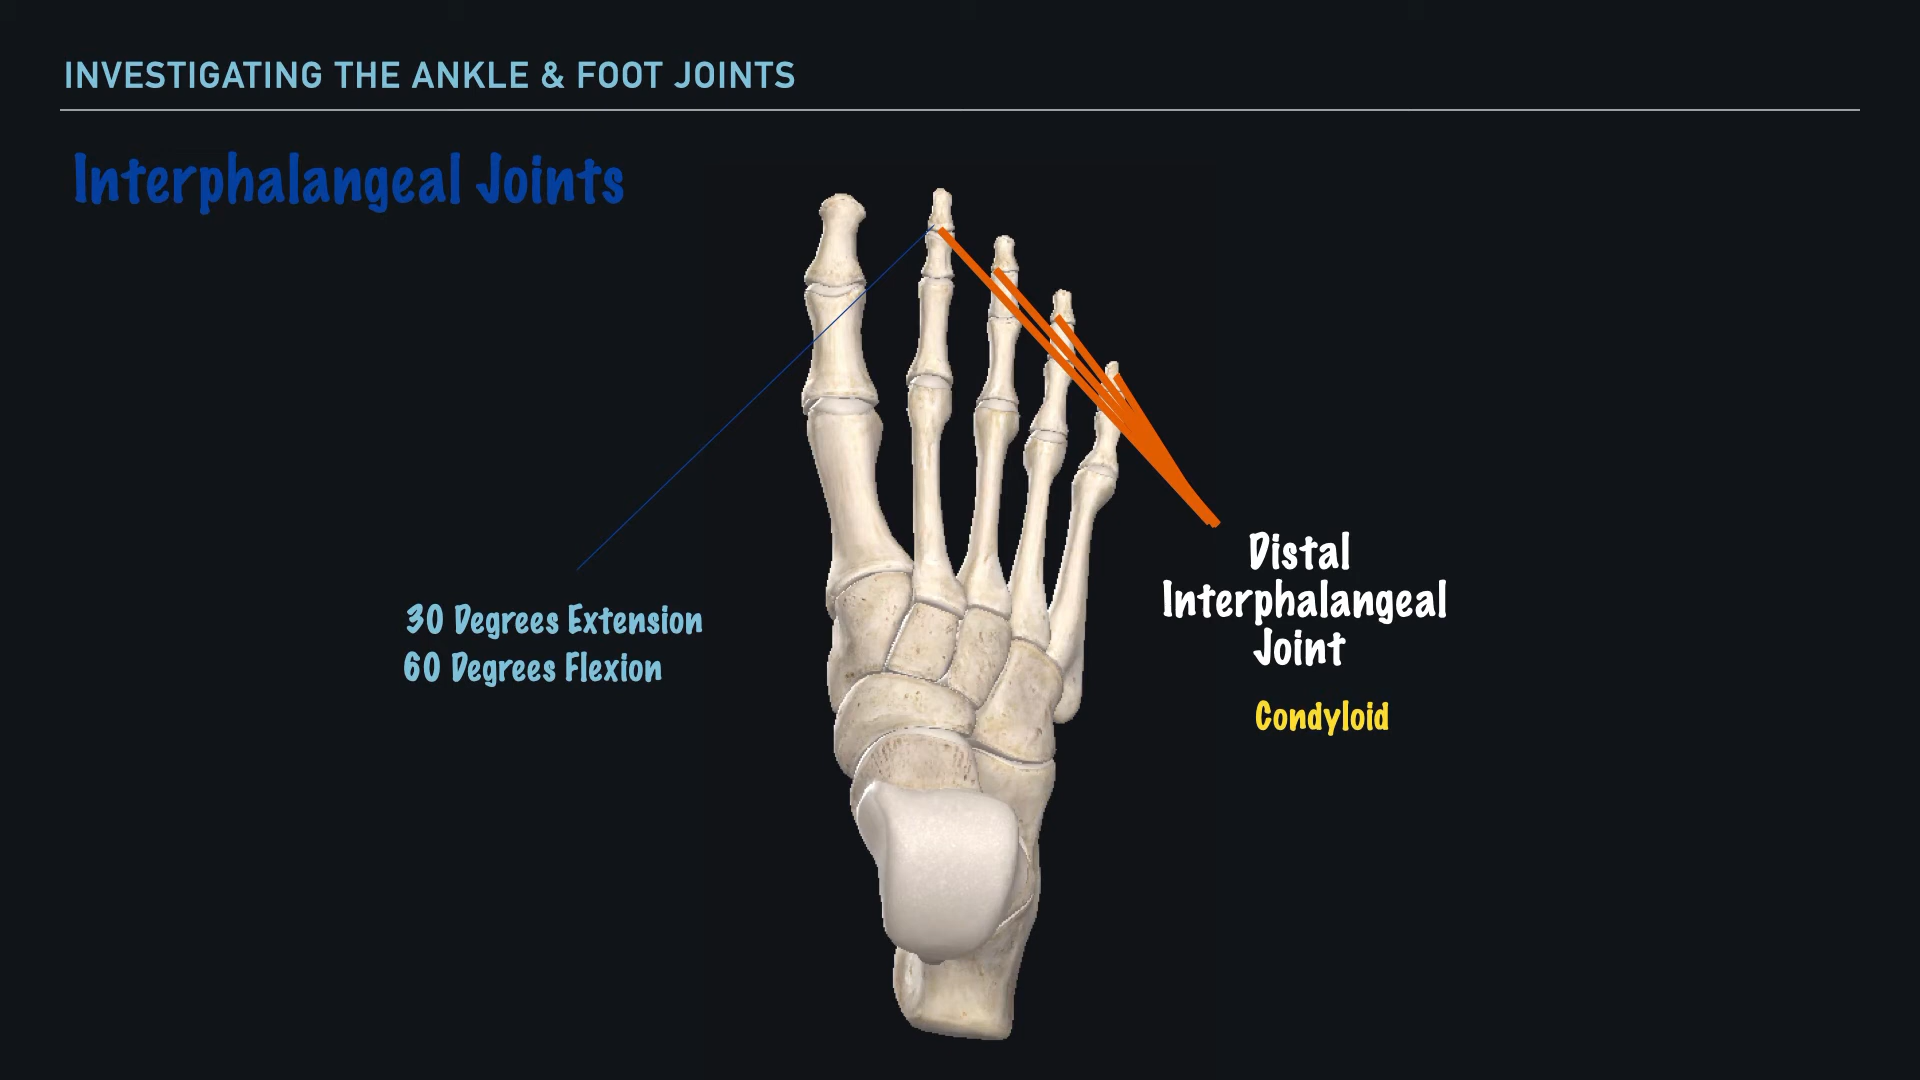 INVESTIGATING THE ANKLE & FOOT JOINTS
Interphalangeal Joints
30 Degrees Extension
60 Degrees Flexion
Distal
Interphalangeal
Joint
Condyloid